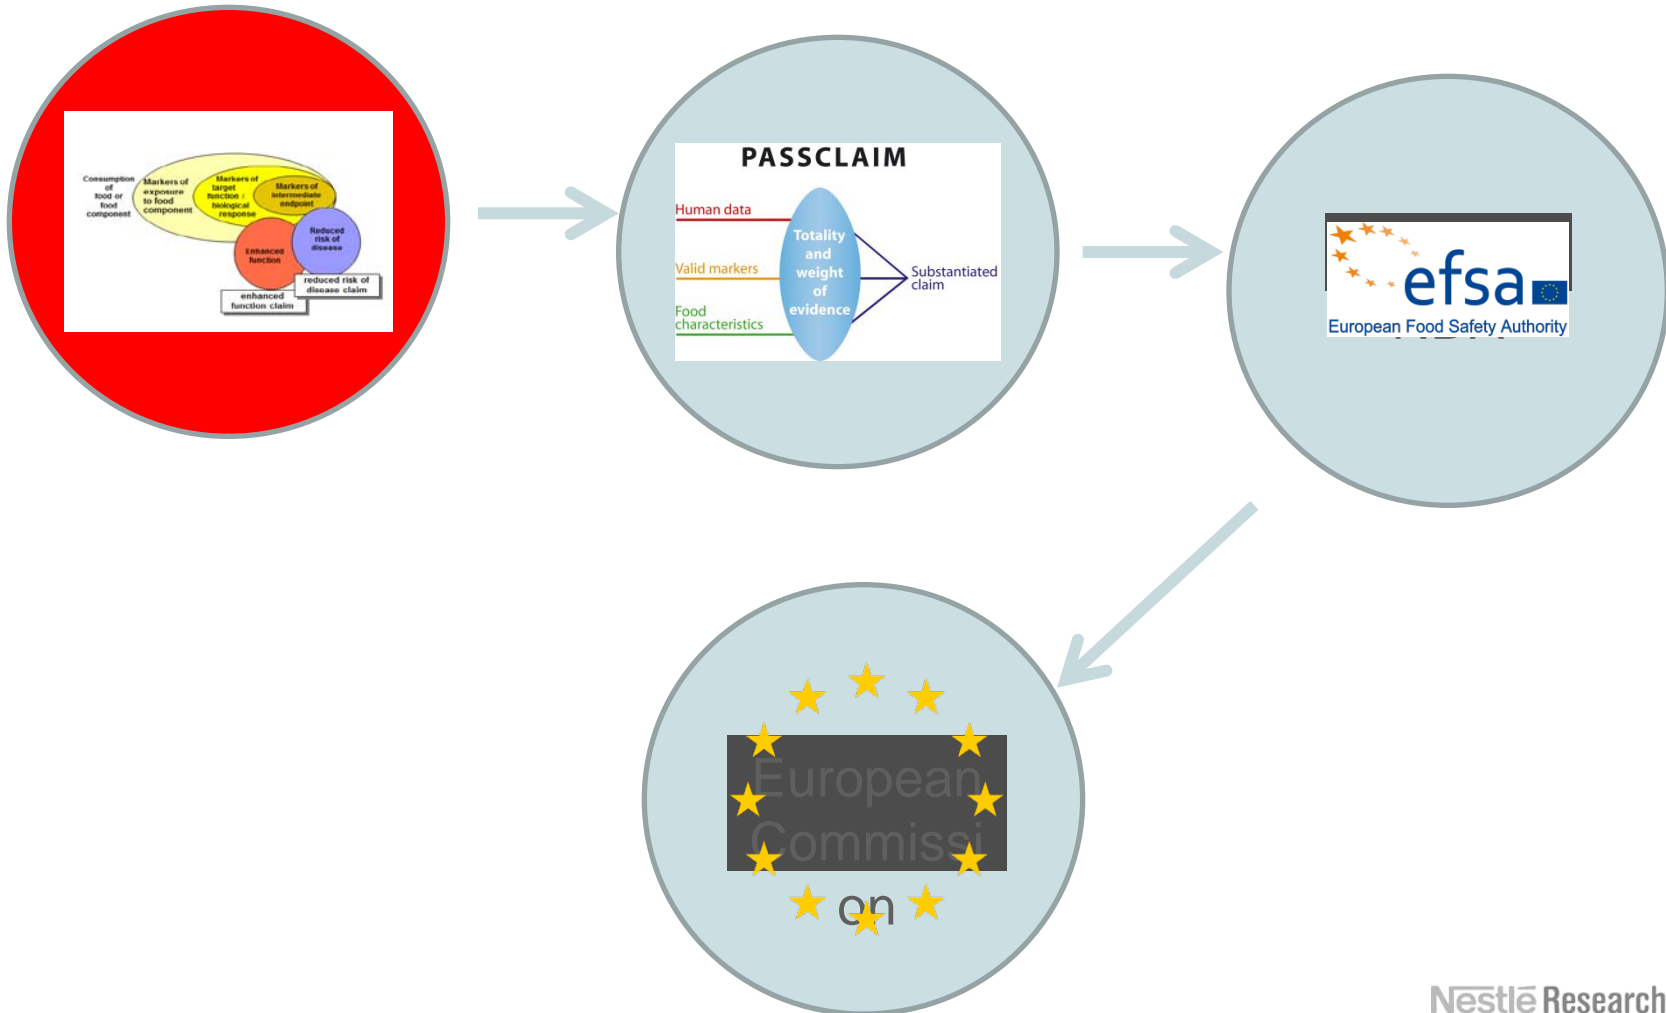 Consumption
of
food or
food
component
Markers of
exposure
to food
component
Markers of
target
function /
biological
response
Markers of
intermediate
endpoint
Enhanced
function
Reduced
risk of
disease
reduced risk of
disease claim
enhanced
function claim
PASSCLAIM
Human data
Valid markers
Food
characteristics
Totality
and
weight
of
evidence
Substantiated
claim
efsa
European Food Safety Authority
European
Commissi
on
Nestlé Research